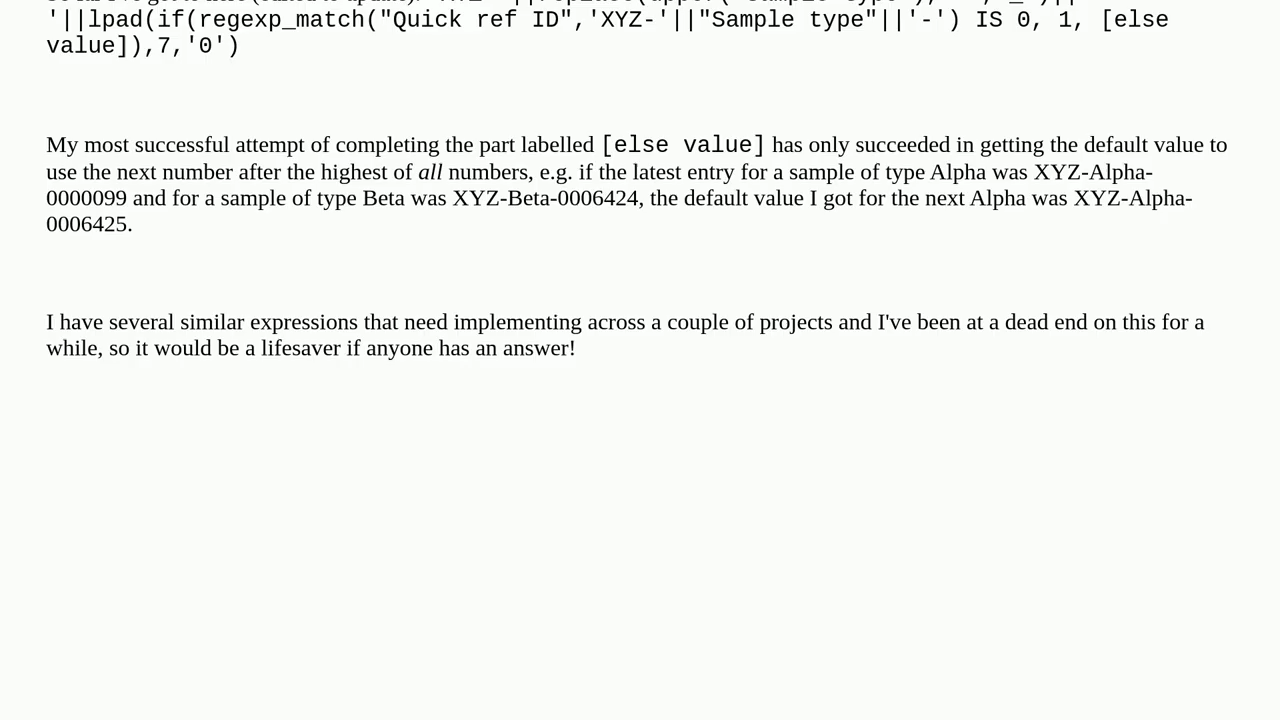 '||lpad(if(regexp_match("Quick ref ID",'XYZ-'||"Sample type"||'-') IS 0, 1, [else
value]),7,'0')
My most successful attempt of completing the part labelled [else value] has only succeeded in getting the default value to
use the next number after the highest of all numbers, e.g. if the latest entry for a sample of type Alpha was XYZ-Alpha-
0000099 and for a sample of type Beta was XYZ-Beta-0006424, the default value I got for the next Alpha was XYZ-Alpha-
0006425.
I have several similar expressions that need implementing across a couple of projects and I've been at a dead end on this for a
while, so it would be a lifesaver if anyone has an answer!